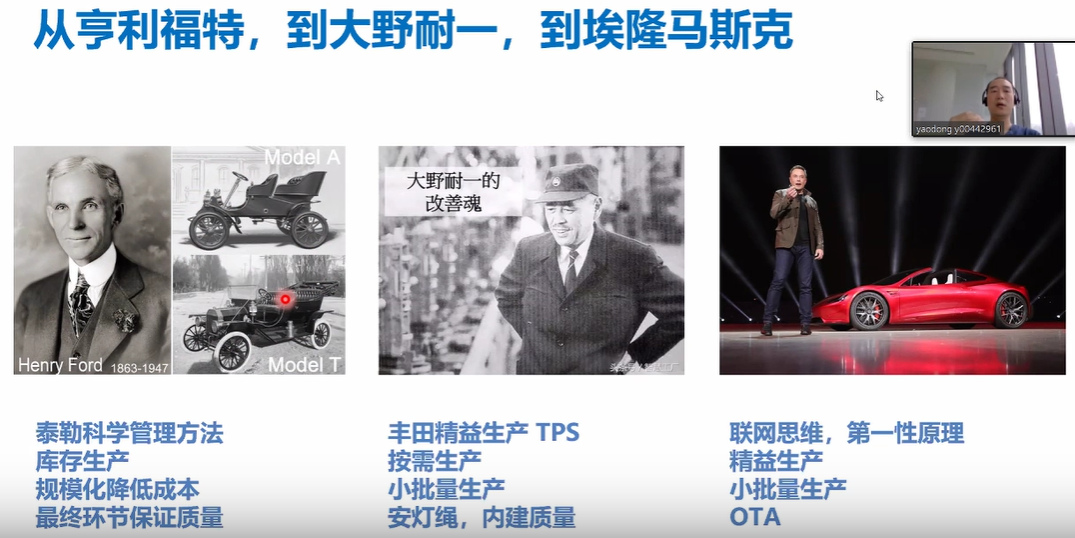 从亨利福特，到大野耐一，到埃隆马斯克
yaodong y00442961
Model A
大野耐一的
改善魂
Henry Ford 1863-1947
Model T
泰勒科学管理方法
库存生产
规模化降低成本
最终环节保证质量
丰田精益生产 TPS
按需生产
小批量生产
安灯绳，内建质量
联网思维，第一性原理
精益生产
小批量生产
OTA